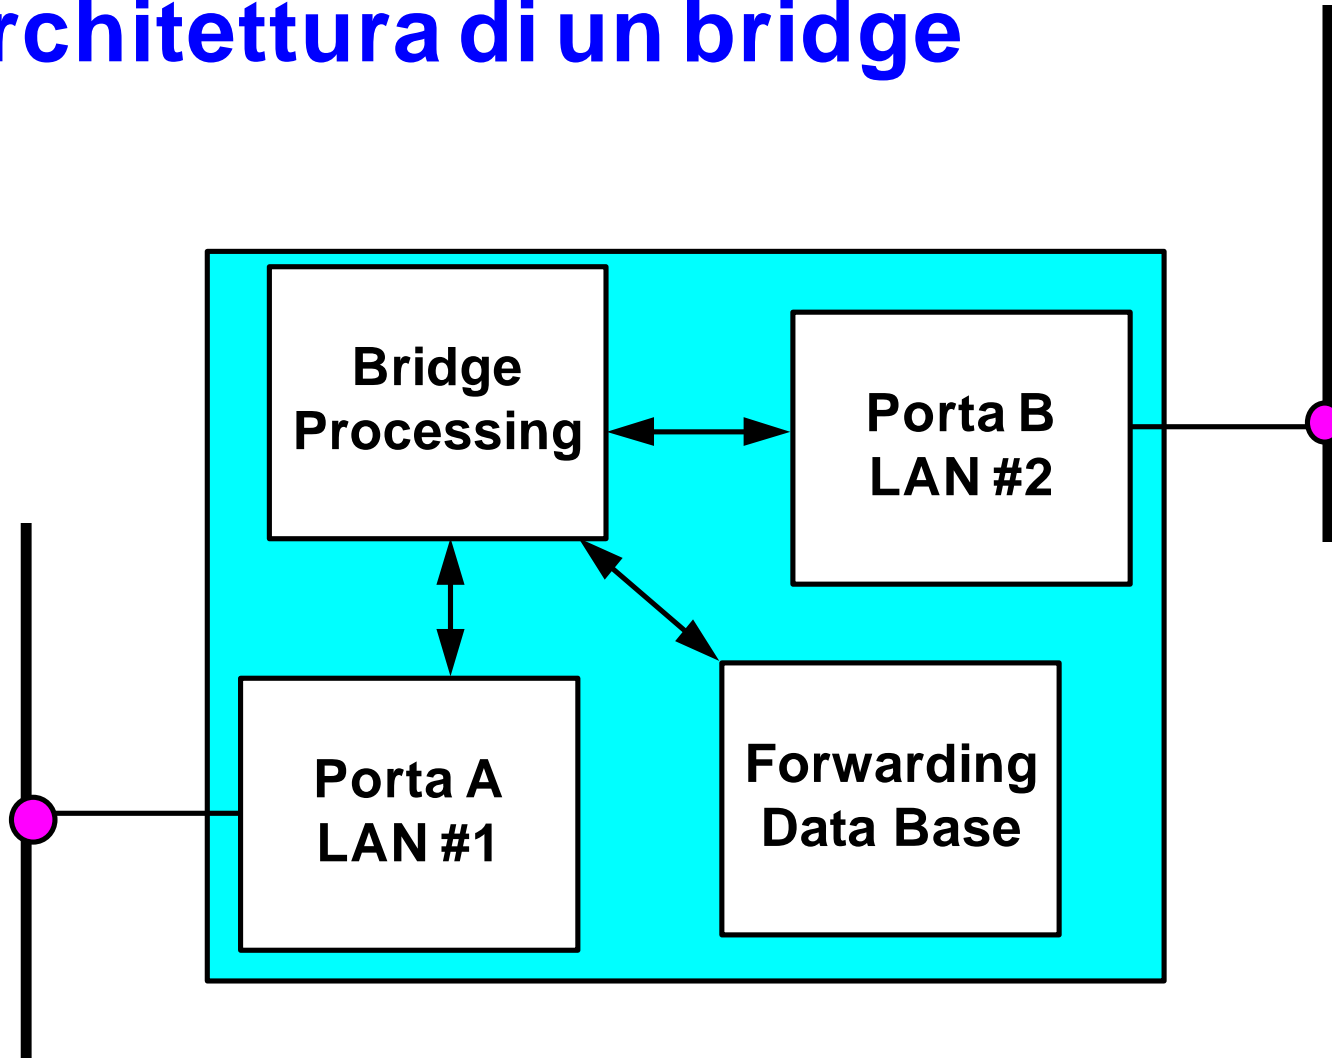 rchitettura di un bridge
Bridge
Processing
Porta B
LAN #2
Porta A
LAN #1
Forwarding
Data Base